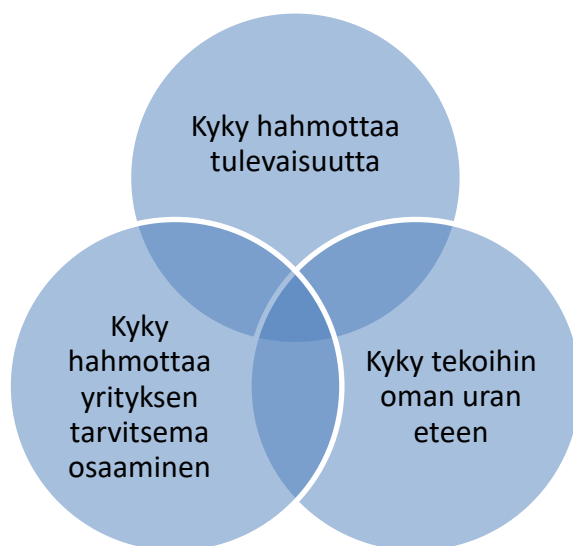 Kyky hahmottaa
tulevaisuutta
Kyky
hahmottaa
yrityksen
tarvitsema
osaaminen
Kyky tekoihin
oman uran
eteen